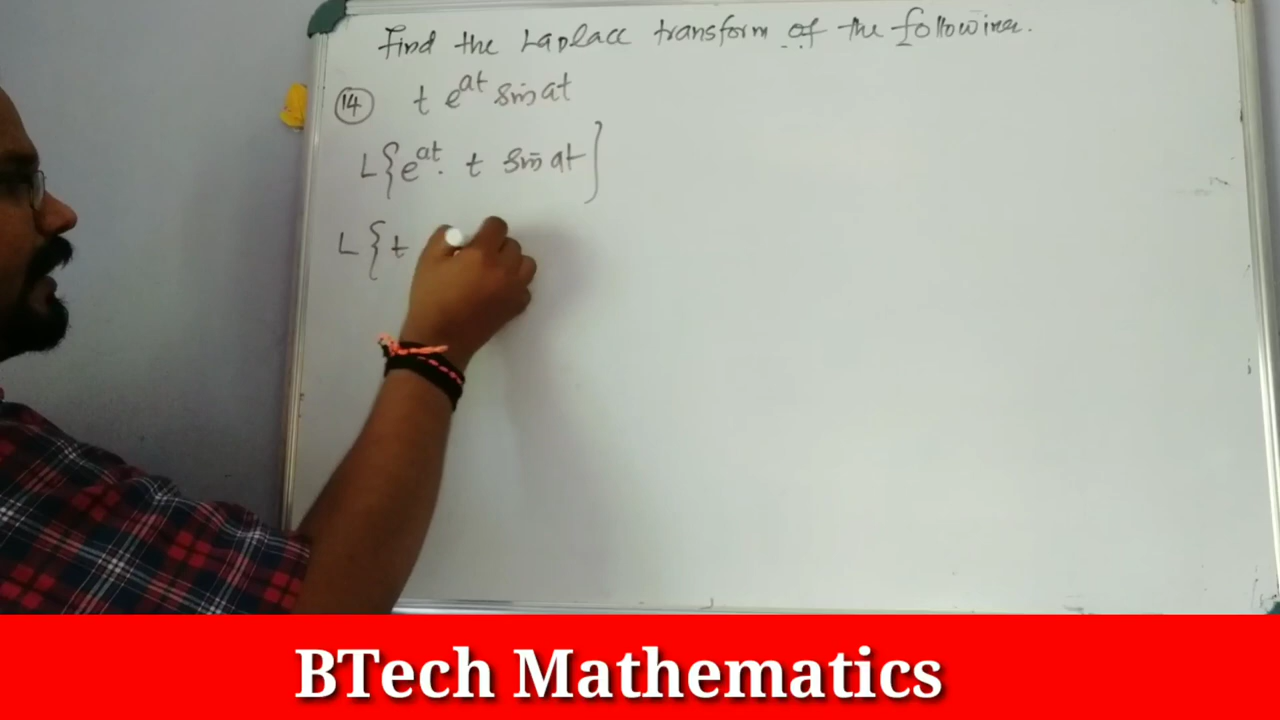 Find the Laplace transform of the following.
14 t e^at sin at
L{e^at. t sin at}
L{t
BTech Mathematics